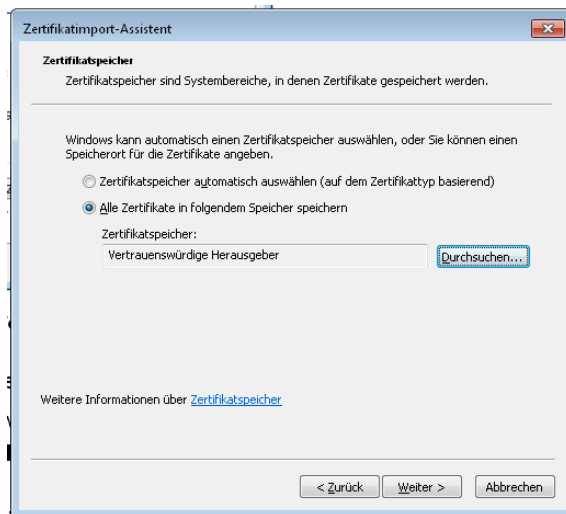 Zertifikatimport-Assistent
Zertifikatspeicher
Zertifikatspeicher sind Systembereiche, in denen Zertifikate gespeichert werden.
Windows kann automatisch einen Zertifikatspeicher auswählen, oder Sie können einen
Speicherort für die Zertifikate angeben.
Zertifikatspeicher automatisch auswählen (auf dem Zertifikattyp basierend)
Alle Zertifikate in folgendem Speicher speichern
Zertifikatspeicher:
Vertrauenswürdige Herausgeber
Durchsuchen...
Weitere Informationen über Zertifikatspeicher
< Zurück
Weiter >
Abbrechen